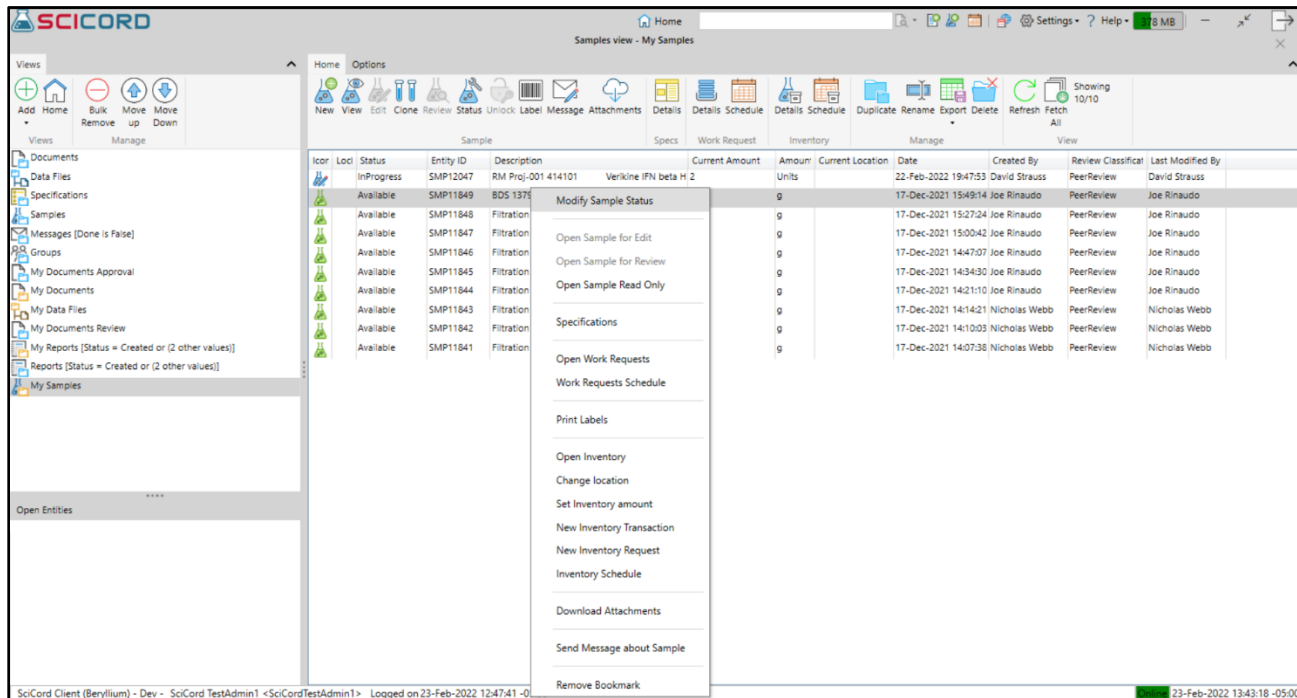 SCICORD
Home
Settings ? Help 378 MB
Samples view - My Samples
Views
Home Options
Add Home Bulk Remove Move up Move Down
Views Manage
New View Edit Clone Review Status Unlock Label Message Attachments Details Details Schedule Details Schedule Duplicate Rename Export Delete Refresh Fetch All Showing 10/10
Sample Specs Work Request Inventory Manage View
Documents
Data Files
Specifications
Samples
Messages [Done is False]
Groups
My Documents Approval
My Documents
My Data Files
My Documents Review
My Reports [Status = Created or (2 other values)]
Reports [Status = Created or (2 other values)]
My Samples
Open Entities
Icor Loci Status Entity ID Description Current Amount Amour Current Location Date Created By Review Classificat Last Modified By
InProgress SMP12047 RM Proj-001 414101 Verikine IFN beta H 2 Units 22-Feb-2022 19:47:53 David Strauss PeerReview David Strauss
Available SMP11849 BDS 1379 g 17-Dec-2021 15:49:14 Joe Rinaudo PeerReview Joe Rinaudo
Available SMP11848 Filtration g 17-Dec-2021 15:27:24 Joe Rinaudo PeerReview Joe Rinaudo
Available SMP11847 Filtration g 17-Dec-2021 15:00:42 Joe Rinaudo PeerReview Joe Rinaudo
Available SMP11846 Filtration g 17-Dec-2021 14:47:07 Joe Rinaudo PeerReview Joe Rinaudo
Available SMP11845 Filtration g 17-Dec-2021 14:34:30 Joe Rinaudo PeerReview Joe Rinaudo
Available SMP11844 Filtration g 17-Dec-2021 14:21:10 Joe Rinaudo PeerReview Joe Rinaudo
Available SMP11843 Filtration g 17-Dec-2021 14:14:21 Nicholas Webb PeerReview Nicholas Webb
Available SMP11842 Filtration g 17-Dec-2021 14:10:03 Nicholas Webb PeerReview Nicholas Webb
Available SMP11841 Filtration g 17-Dec-2021 14:07:38 Nicholas Webb PeerReview Nicholas Webb
Modify Sample Status
Open Sample for Edit
Open Sample for Review
Open Sample Read Only
Specifications
Open Work Requests
Work Requests Schedule
Print Labels
Open Inventory
Change location
Set Inventory amount
New Inventory Transaction
New Inventory Request
Inventory Schedule
Download Attachments
Send Message about Sample
Remove Bookmark
SciCord Client (Beryllium) - Dev - SciCord TestAdmin1 <SciCordTestAdmin1> Logged on 23-Feb-2022 12:47:41 -0 Online 23-Feb-2022 13:43:18 -05:00